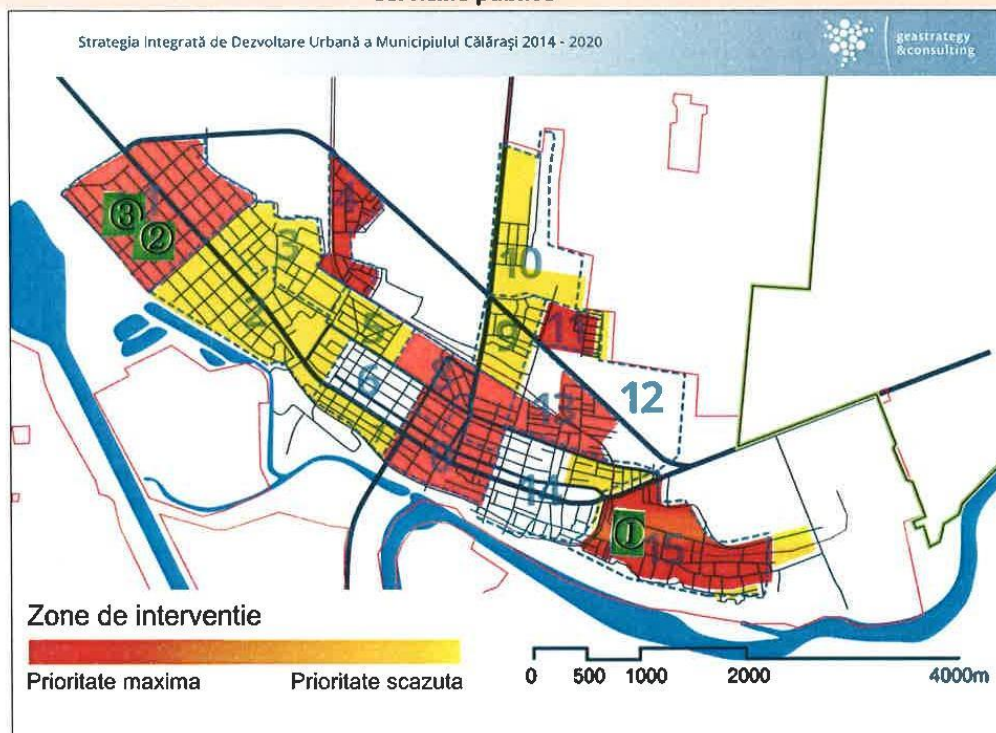 Strategia Integrată de Dezvoltare Urbană a Municipiului Călărași 2014 - 2020
geastrategy
&consulting
1
③
②
4
3
2
5
10
9
11
6
8
13
12
7
14
①
15
Zone de interventie
Prioritate maxima
Prioritate scazuta
0 500 1000 2000 4000m